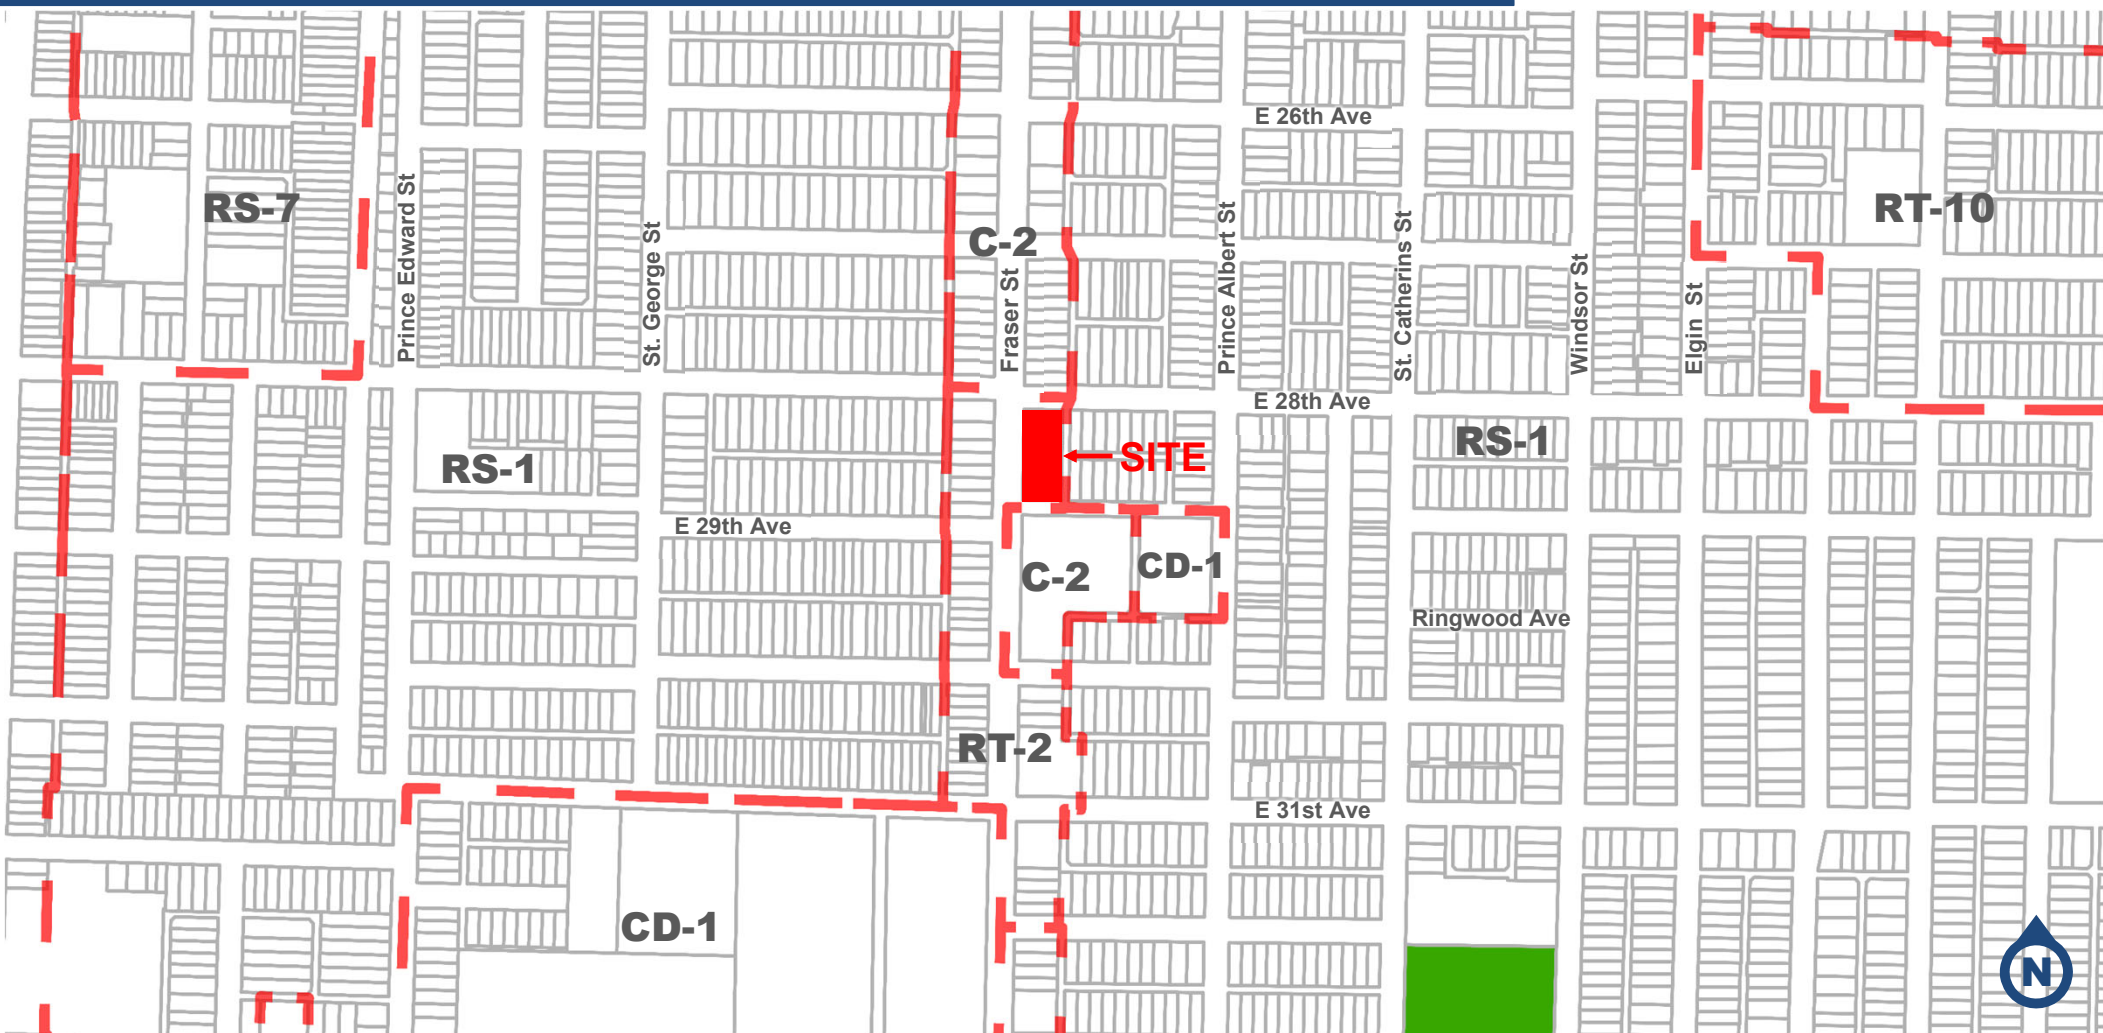 E 26th Ave
RS-7
RT-10
Prince Edward St
St. George St
C-2
Fraser St
Prince Albert St
St. Catherins St
Windsor St
Elgin St
E 28th Ave
RS-1
SITE
RS-1
E 29th Ave
C-2
CD-1
Ringwood Ave
RT-2
E 31st Ave
CD-1
N